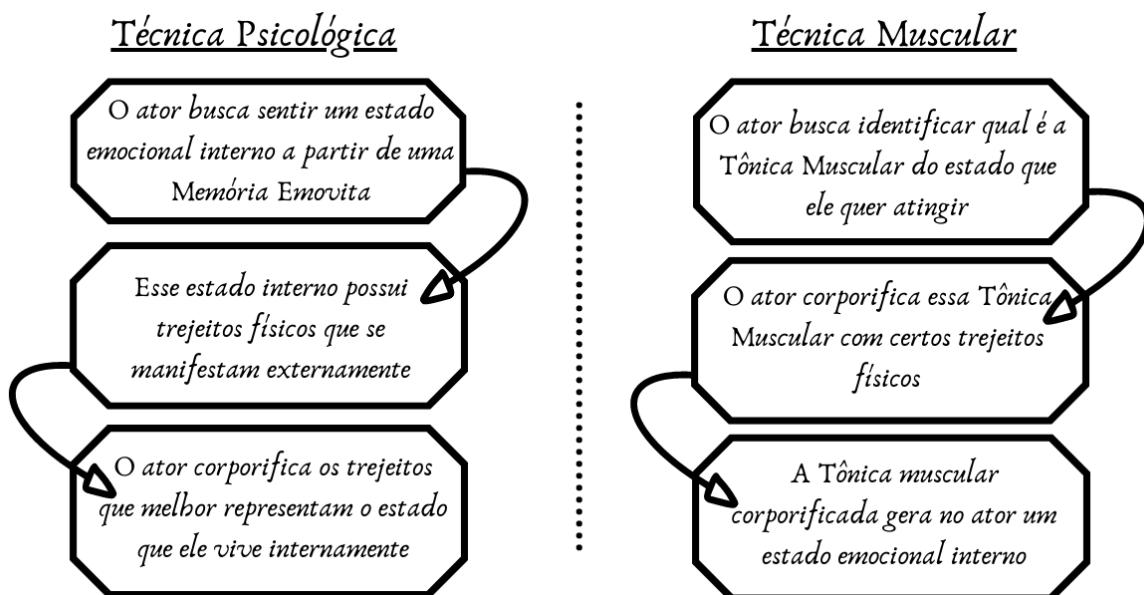 Técnica Psicológica
O ator busca sentir um estado
emocional interno a partir de uma
Memória Emovita
Esse estado interno possui
trejeitos físicos que se
manifestam externamente
O ator corporifica os trejeitos
que melhor representam o estado
que ele vive internamente
Técnica Muscular
O ator busca identificar qual é a
Tônica Muscular do estado que
ele quer atingir
O ator corporifica essa Tônica
Muscular com certos trejeitos
físicos
A Tônica muscular
corporificada gera no ator um
estado emocional interno